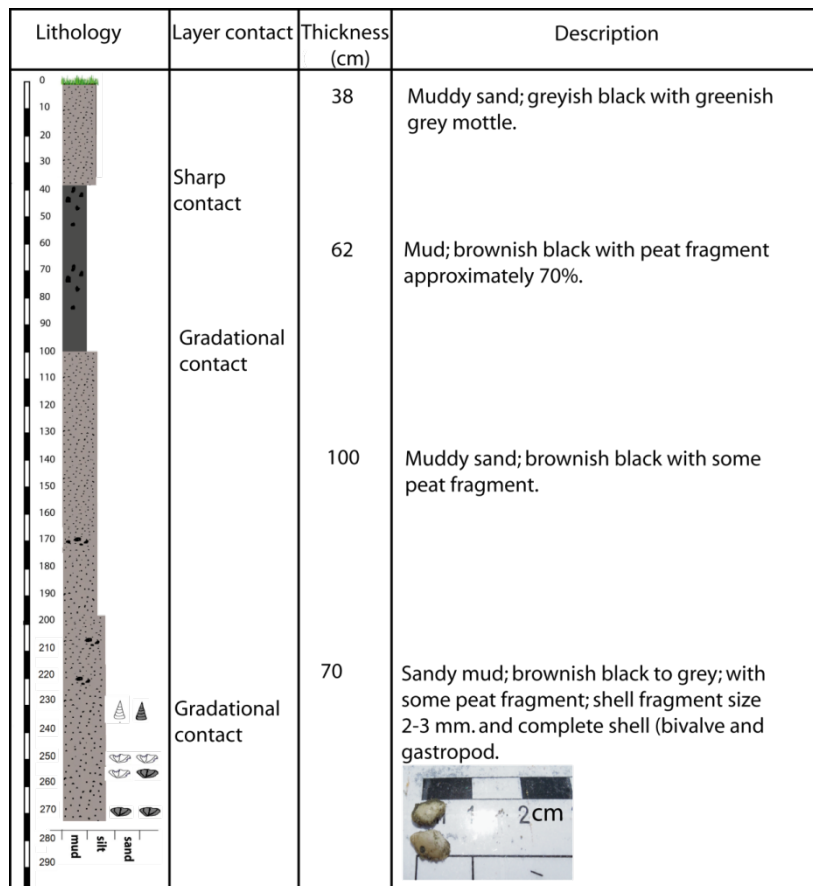 Lithology
Layer contact
Thickness
(cm)
Description
0
10
20
30
40
50
60
70
80
90
100
110
120
130
140
150
160
170
180
190
200
210
220
230
240
250
260
270
280
290
mud
silt
sand
Sharp
contact
Gradational
contact
Gradational
contact
38
62
100
70
Muddy sand; greyish black with greenish
grey mottle.
Mud; brownish black with peat fragment
approximately 70%.
Muddy sand; brownish black with some
peat fragment.
Sandy mud; brownish black to grey; with
some peat fragment; shell fragment size
2-3 mm. and complete shell (bivalve and
gastropod.
1 2 cm